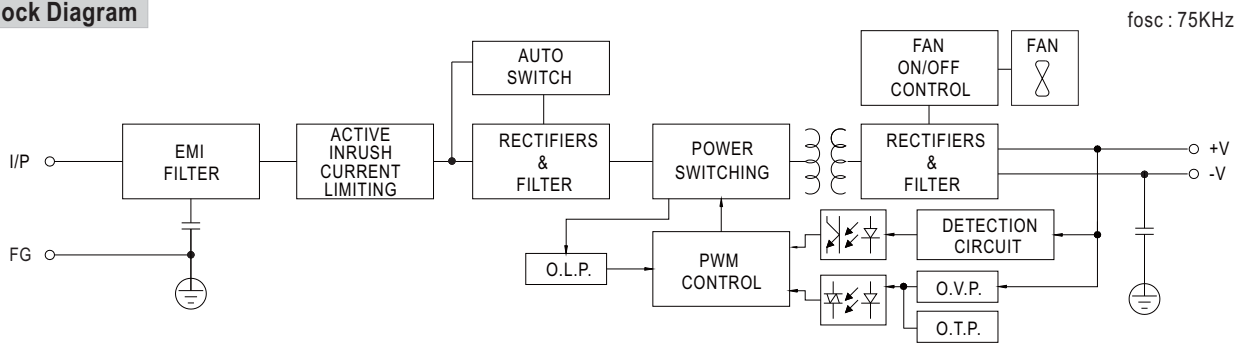 ock Diagram
fosc : 75KHz
AUTO
SWITCH
FAN
ON/OFF
CONTROL
FAN
I/P
EMI
FILTER
ACTIVE
INRUSH
CURRENT
LIMITING
RECTIFIERS
&
FILTER
POWER
SWITCHING
RECTIFIERS
&
FILTER
+V
-V
FG
O.L.P.
PWM
CONTROL
DETECTION
CIRCUIT
O.V.P.
O.T.P.